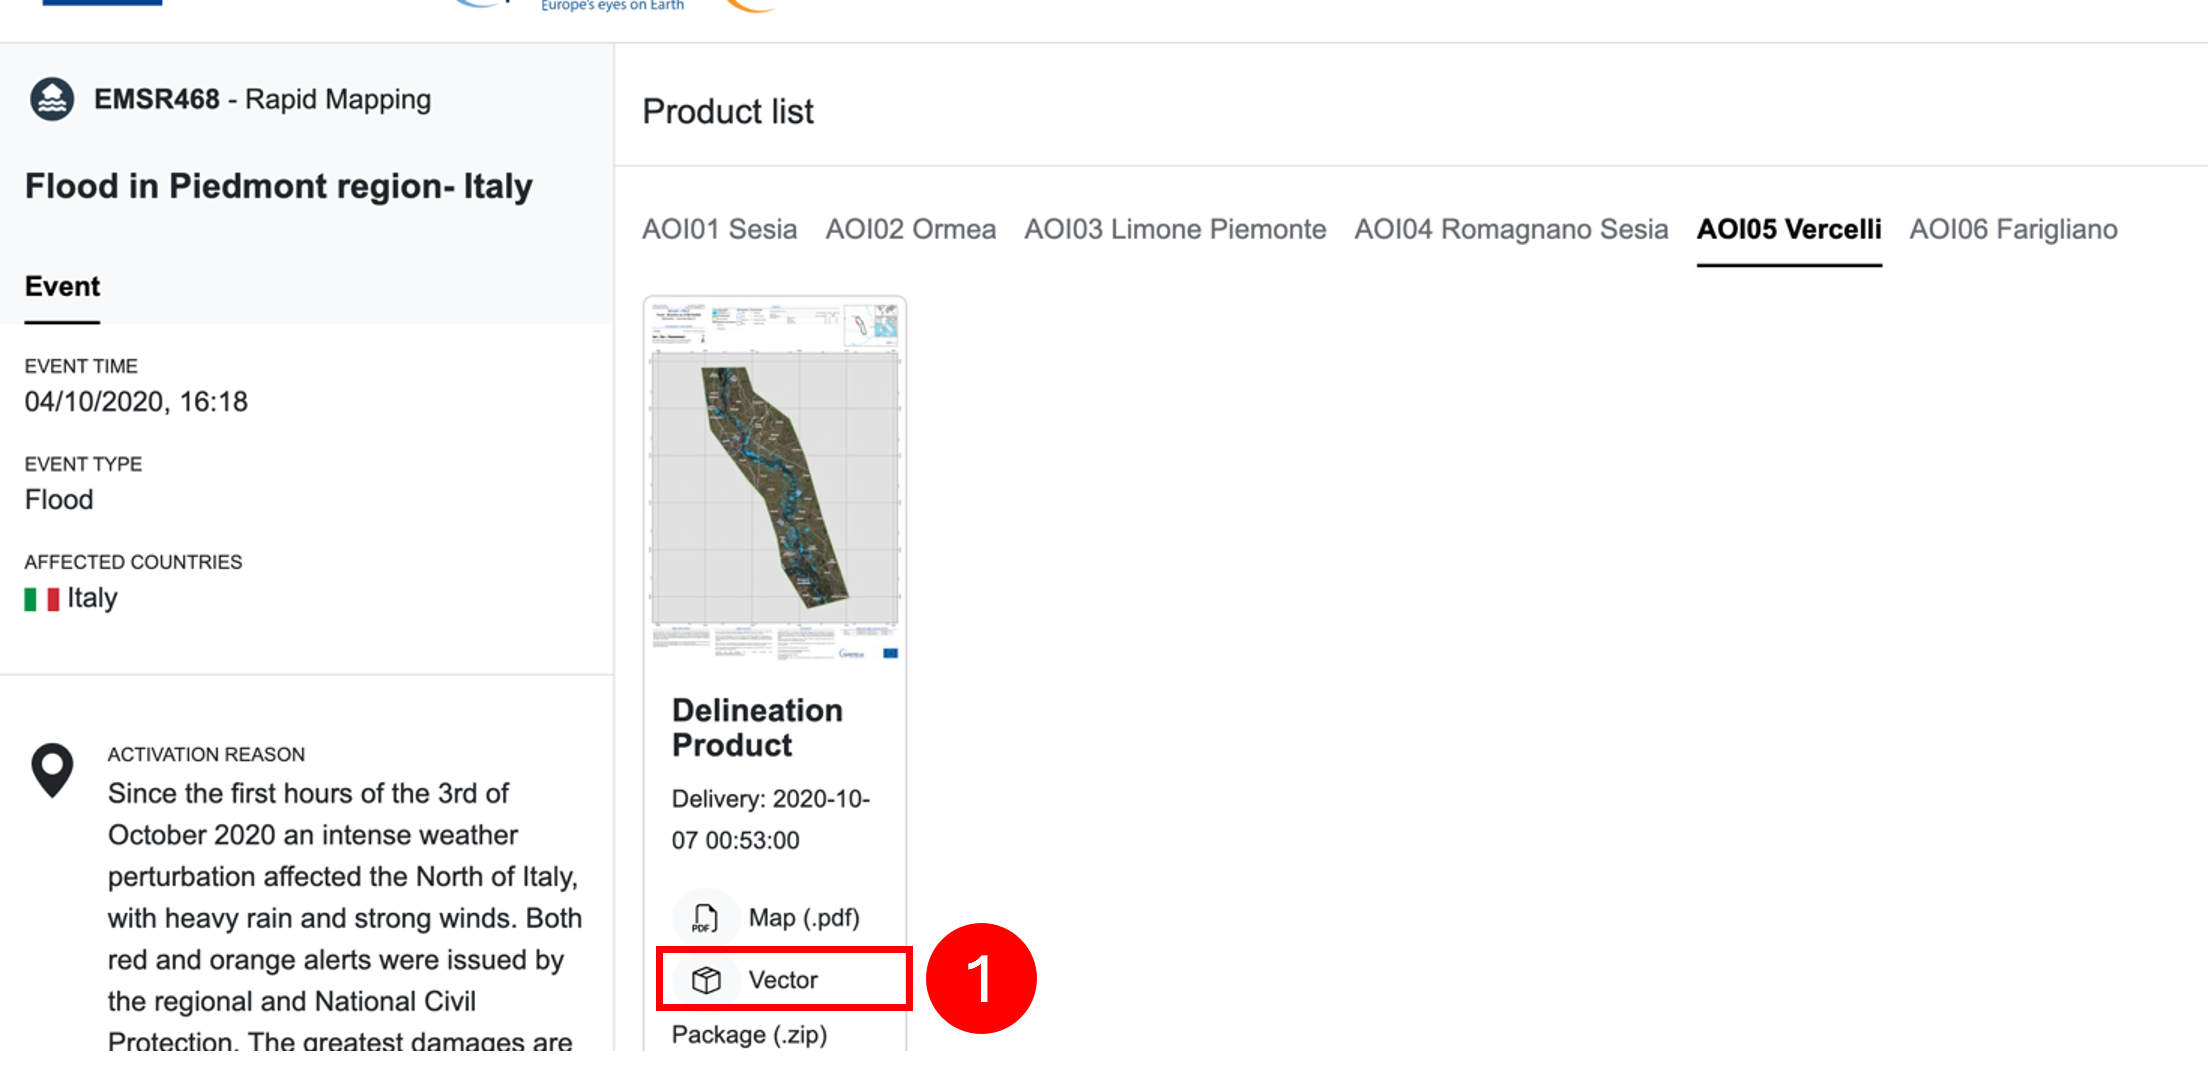 Europe's eyes on Earth
EMSR468 - Rapid Mapping
Flood in Piedmont region- Italy
Event
EVENT TIME
04/10/2020, 16:18
EVENT TYPE
Flood
AFFECTED COUNTRIES
Italy
ACTIVATION REASON
Since the first hours of the 3rd of
October 2020 an intense weather
perturbation affected the North of Italy,
with heavy rain and strong winds. Both
red and orange alerts were issued by
the regional and National Civil
Protection. The greatest damages are
Product list
AOI01 Sesia AOI02 Ormea AOI03 Limone Piemonte AOI04 Romagnano Sesia AOI05 Vercelli AOI06 Farigliano
Delineation
Product
Delivery: 2020-10-
07 00:53:00
PDF Map (.pdf)
Vector
1
Package (.zip)